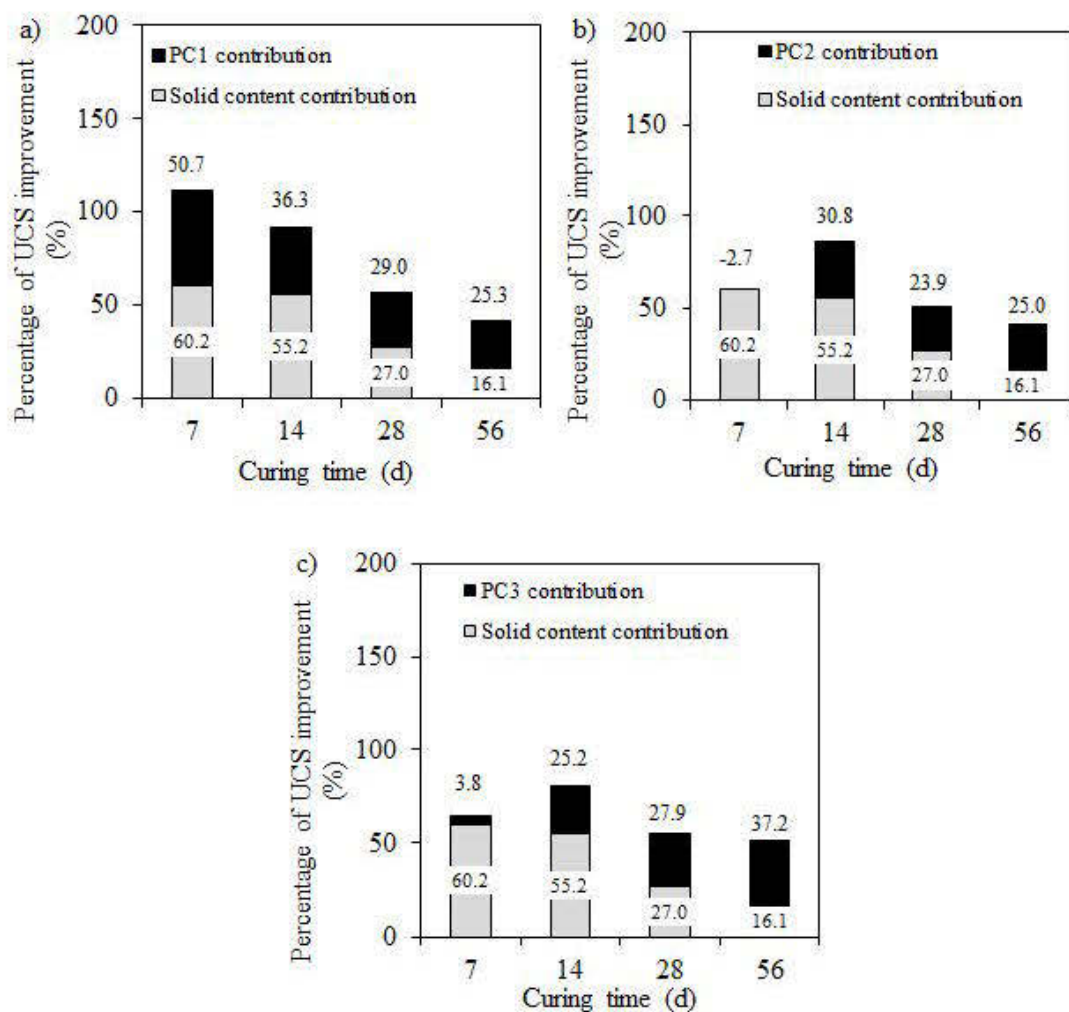 a)
200
PC1 contribution
Solid content contribution
150
100
50
0
Percentage of UCS improvement
(%)
50.7
36.3
29.0
25.3
60.2
55.2
27.0
16.1
7 14 28 56
Curing time (d)
b)
200
PC2 contribution
Solid content contribution
150
100
50
0
Percentage of UCS improvement
(%)
-2.7
30.8
23.9
25.0
60.2
55.2
27.0
16.1
7 14 28 56
Curing time (d)
c)
200
PC3 contribution
Solid content contribution
150
100
50
0
Percentage of UCS improvement
(%)
3.8
25.2
27.9
37.2
60.2
55.2
27.0
16.1
7 14 28 56
Curing time (d)